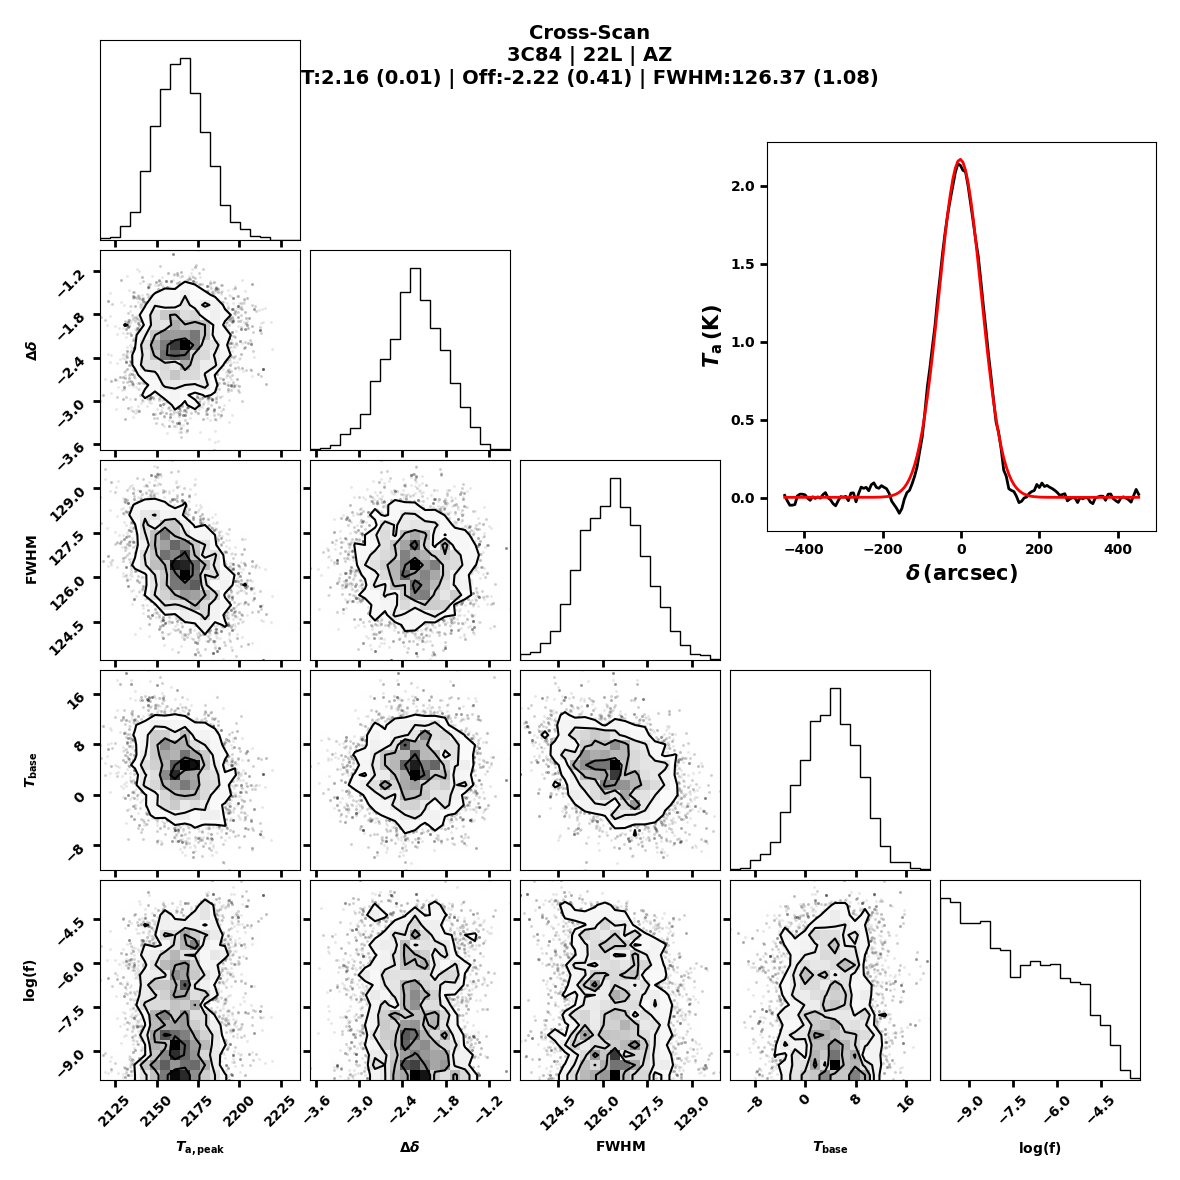 Cross-Scan
3C84 | 22L | AZ
T:2.16 (0.01) | Off:-2.22 (0.41) | FWHM:126.37 (1.08)
2.0
1.5
1.0
0.5
0.0
Tₐ (K)
−400 −200 0 200 400
δ (arcsec)
−1.2
−1.8
−2.4
−3.0
−3.6
Δδ
129.0
127.5
126.0
124.5
FWHM
16
8
0
−8
T_base
−4.5
−6.0
−7.5
−9.0
log(f)
2125 2150 2175 2200 2225
−3.6 −3.0 −2.4 −1.8 −1.2
124.5 126.0 127.5 129.0
−8 0 8 16
−9.0 −7.5 −6.0 −4.5
T_a,peak Δδ FWHM T_base log(f)